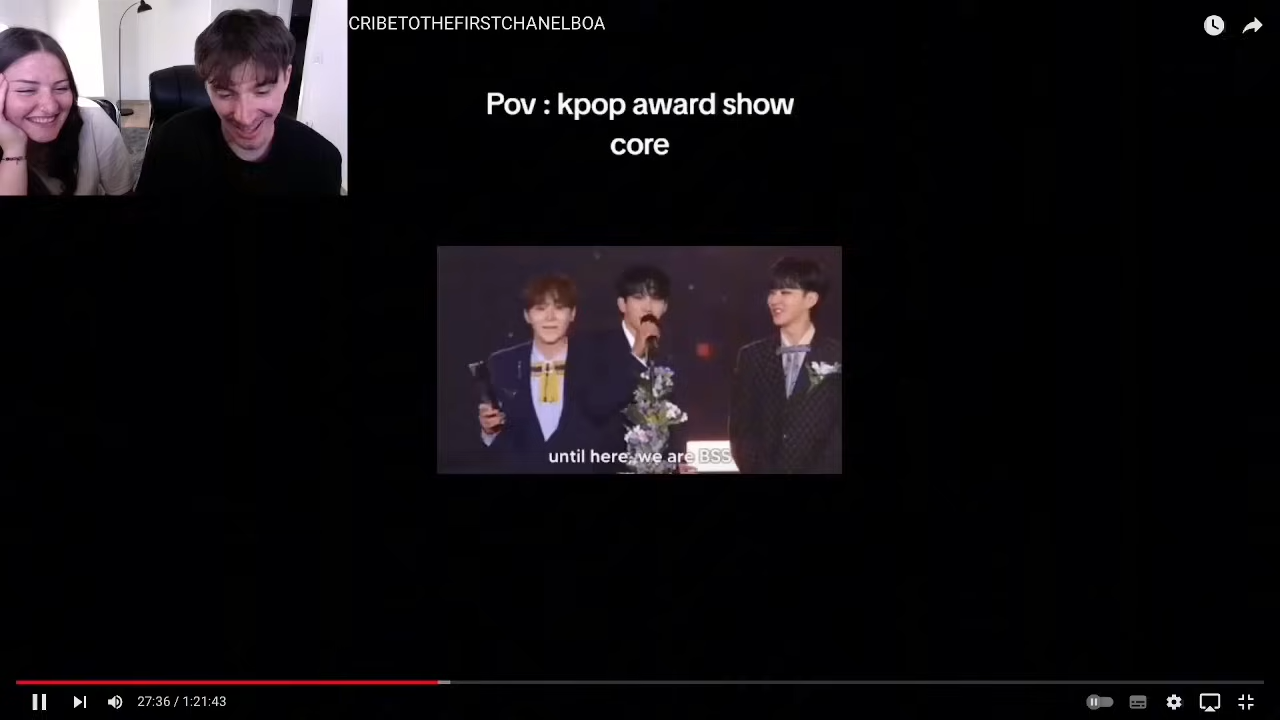 CRIBETOTHEFIRSTCHANELBOA
Pov : kpop award show
core
until here, we are BSS
27:36 / 1:21:43